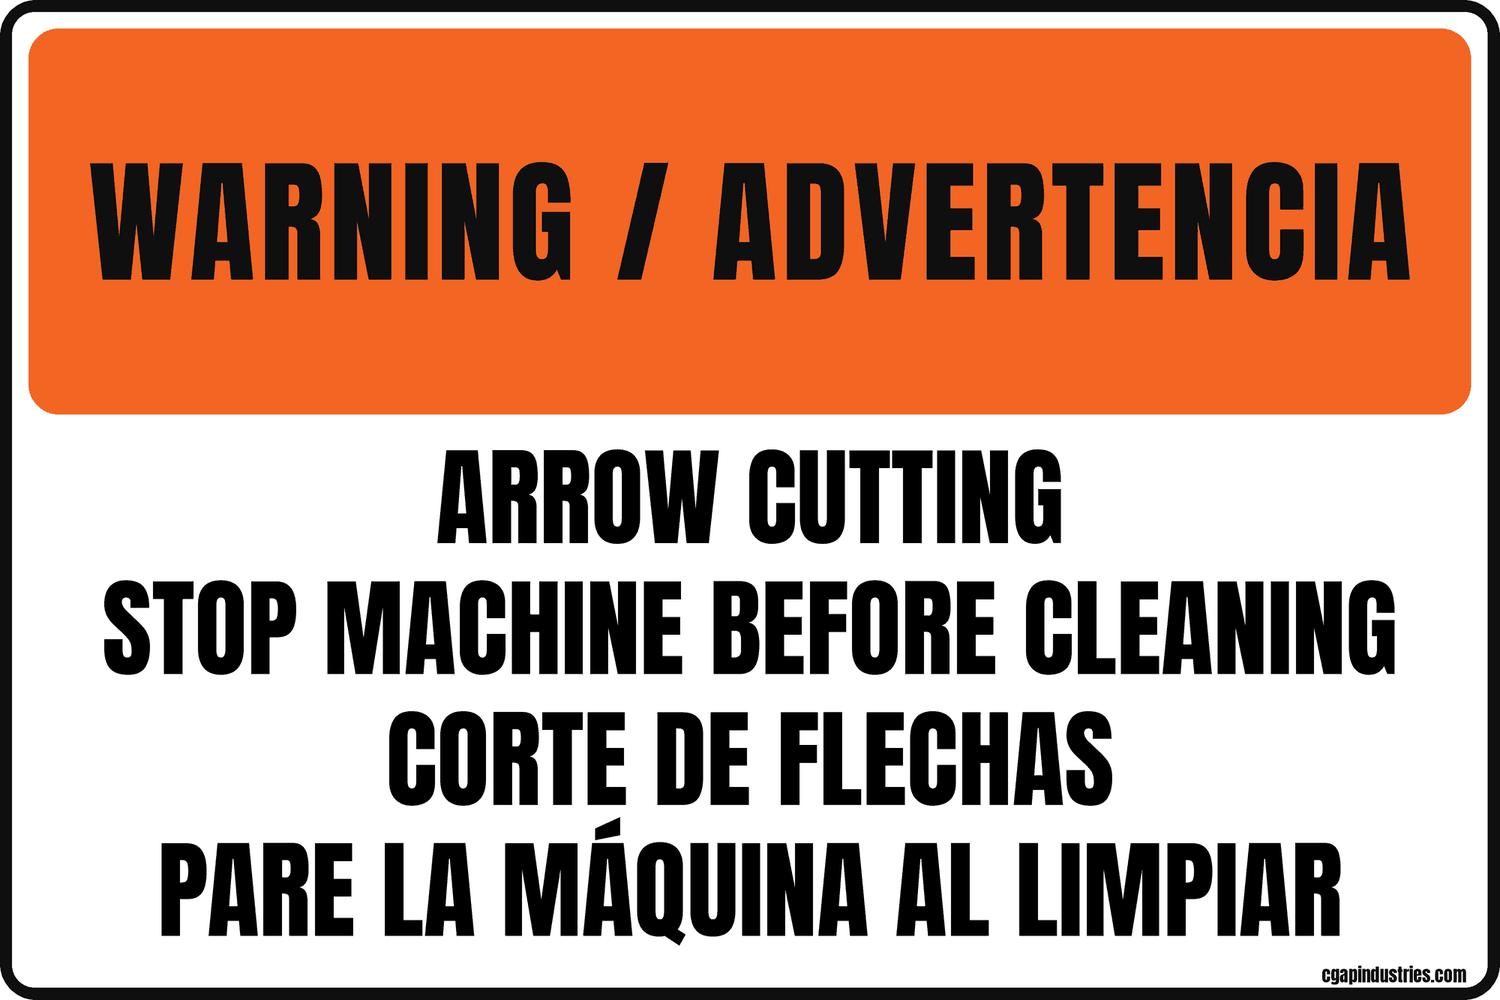 WARNING / ADVERTENCIA
ARROW CUTTING
STOP MACHINE BEFORE CLEANING
CORTE DE FLECHAS
PARE LA MÁQUINA AL LIMPIAR
cgapindustries.com